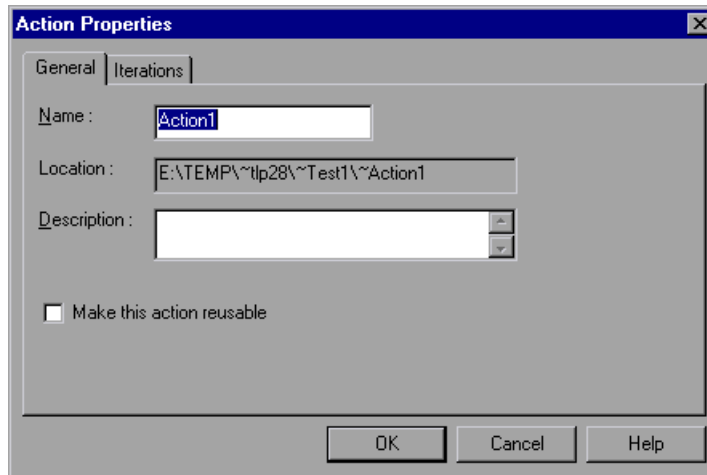 Action Properties
General Iterations
Name : Action1
Location : E:\TEMP\~tlp28\~Test1\~Action1
Description :
Make this action reusable
OK Cancel Help